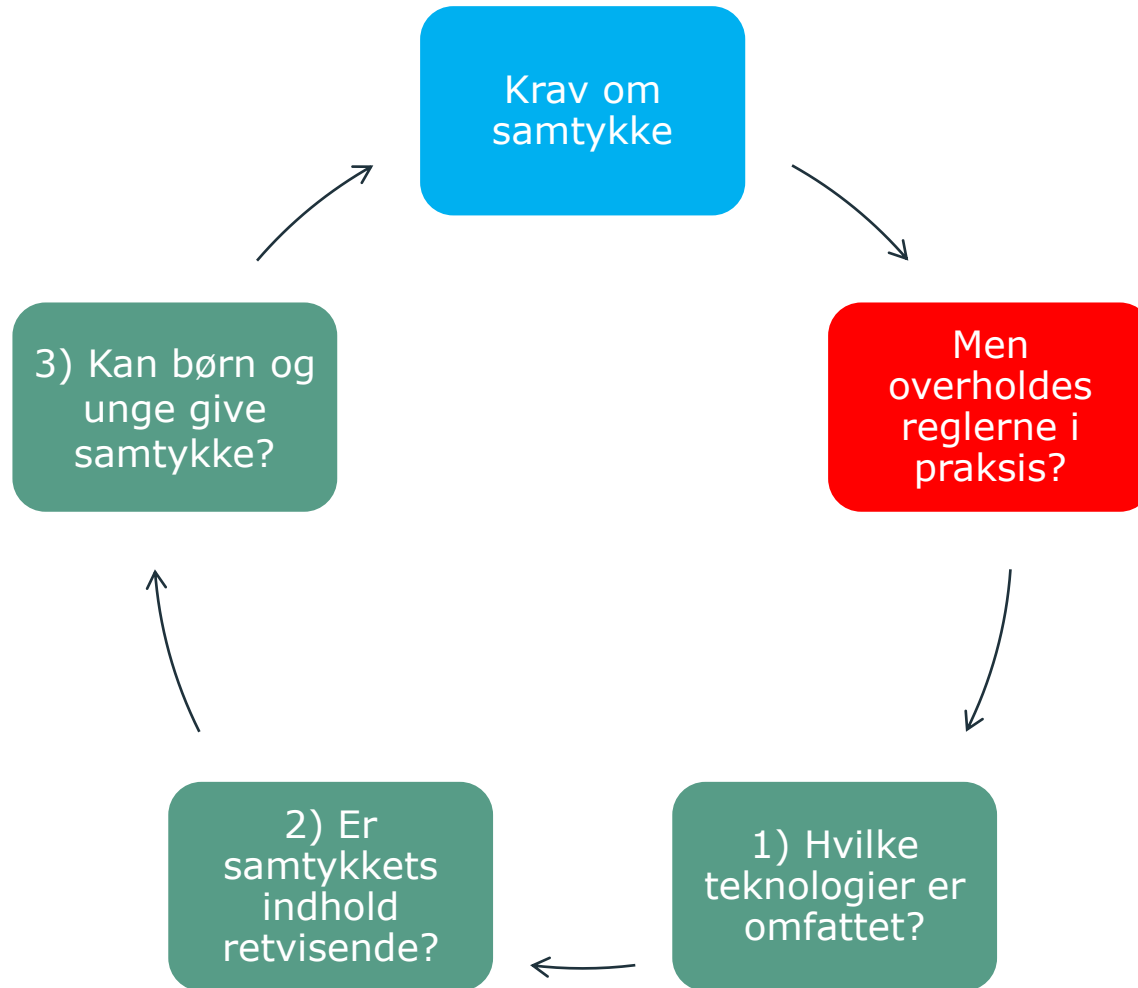 Krav om
samtykke
Men
overholdes
reglerne i
praksis?
1) Hvilke
teknologier er
omfattet?
2) Er
samtykkets
indhold
retvisende?
3) Kan børn og
unge give
samtykke?